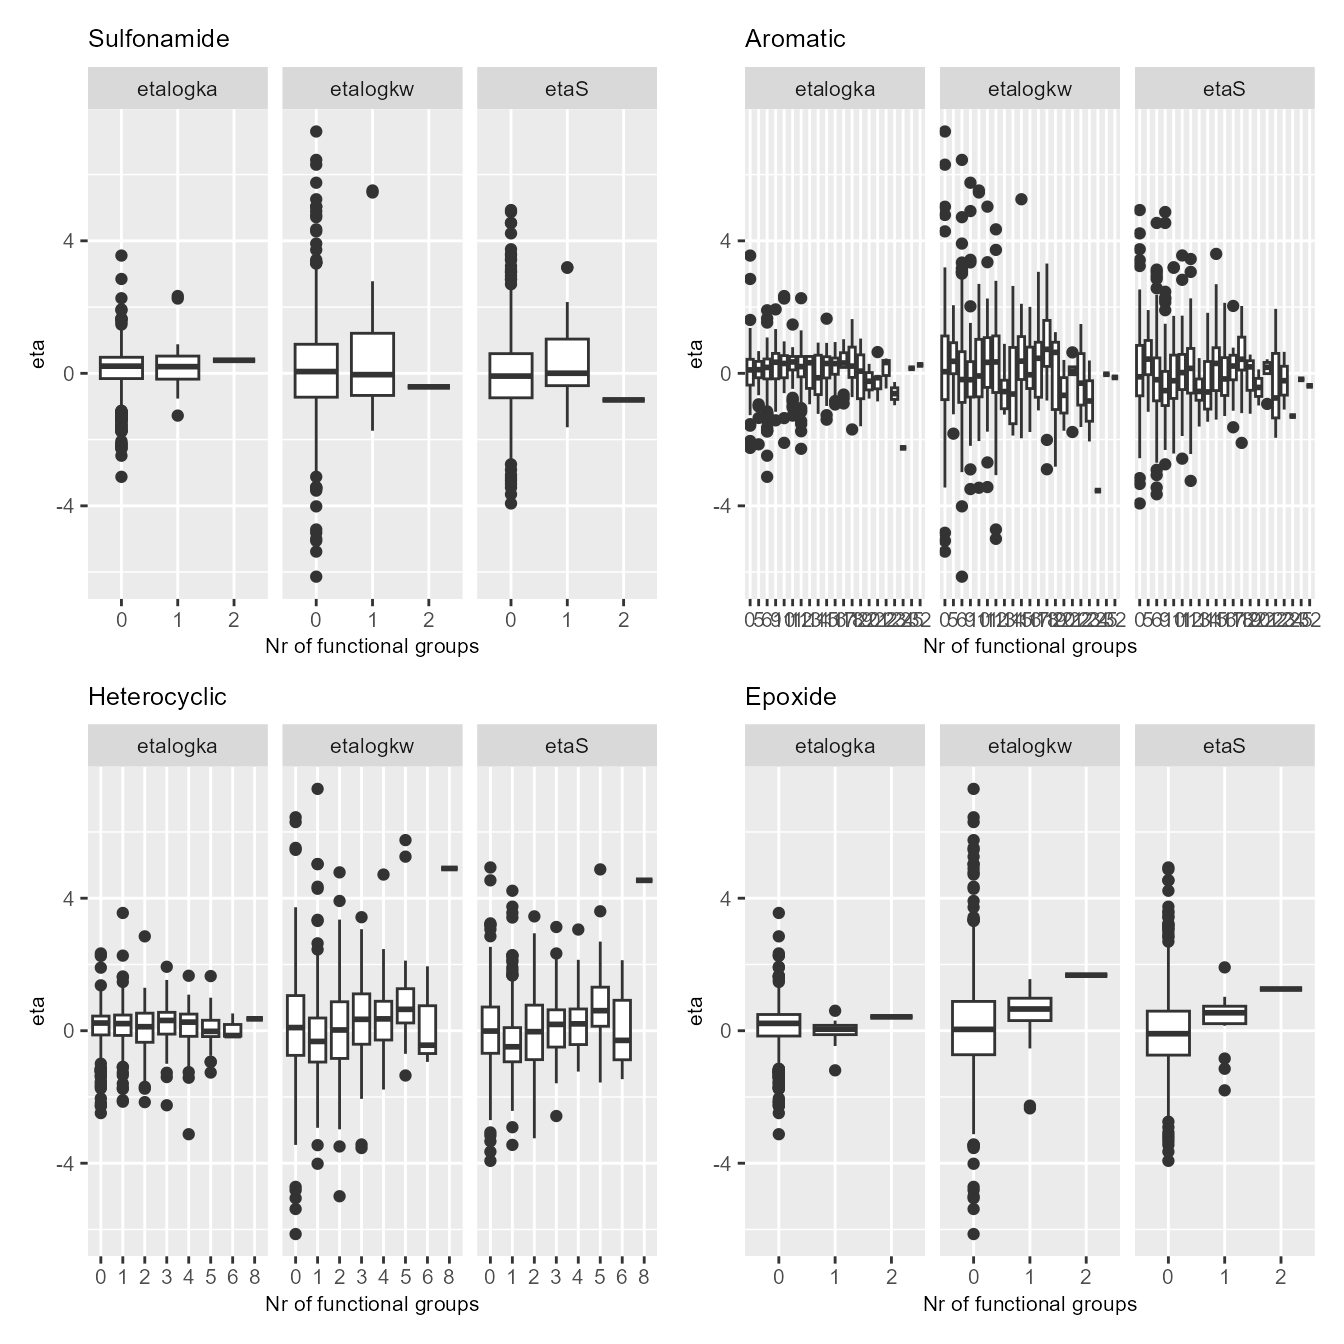 Sulfonamide
etalogka etalogkw etaS
eta
4
0
-4
0 1 2 0 1 2 0 1 2
Nr of functional groups
Aromatic
etalogka etalogkw etaS
eta
4
0
-4
Nr of functional groups
Heterocyclic
etalogka etalogkw etaS
eta
4
0
-4
0 1 2 3 4 5 6 8 0 1 2 3 4 5 6 8 0 1 2 3 4 5 6 8
Nr of functional groups
Epoxide
etalogka etalogkw etaS
eta
4
0
-4
0 1 2 0 1 2 0 1 2
Nr of functional groups